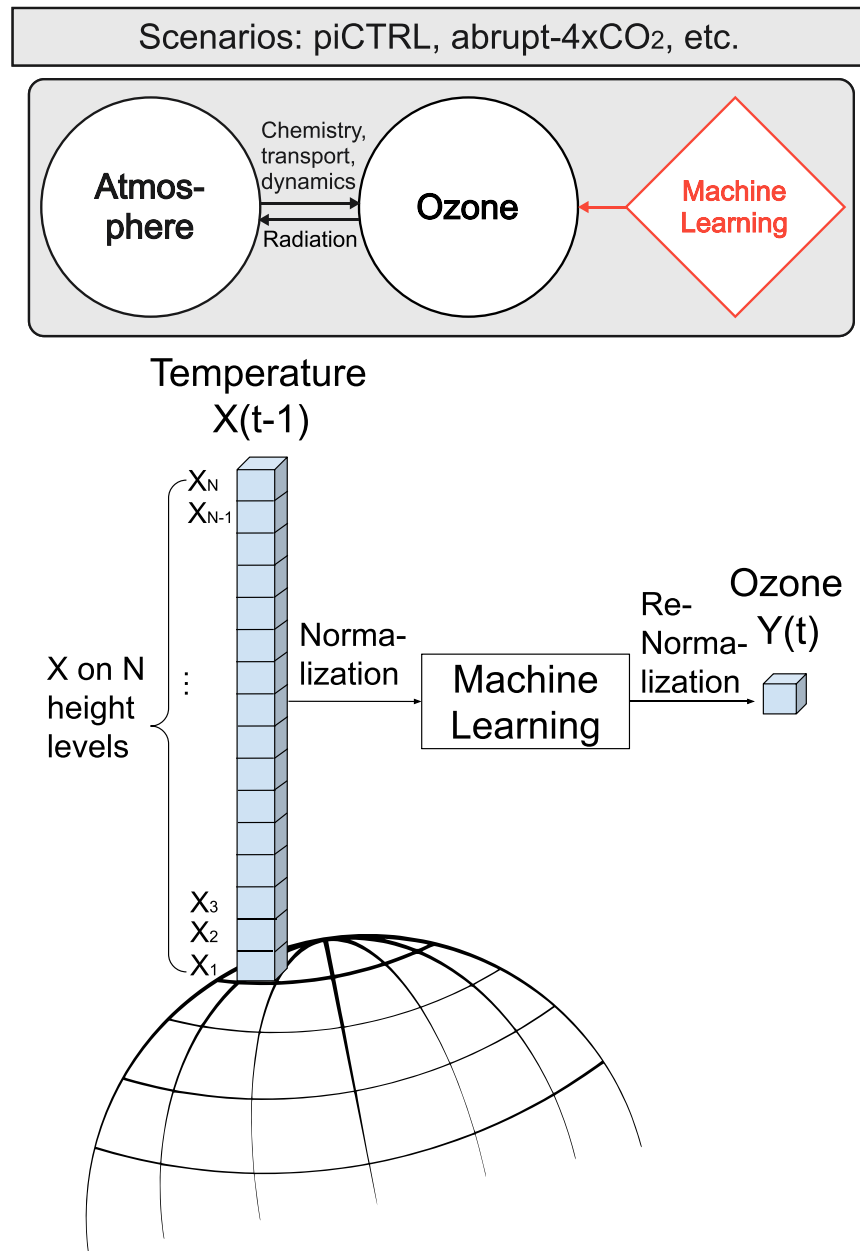 Scenarios: piCTRL, abrupt-4xCO2, etc.
Atmos-
phere
Chemistry,
transport,
dynamics
Radiation
Ozone
Machine
Learning
Temperature
X(t-1)
XN
XN-1
X on N
height
levels
...
X3
X2
X1
Norma-
lization
Machine
Learning
Re-
Norma-
lization
Ozone
Y(t)